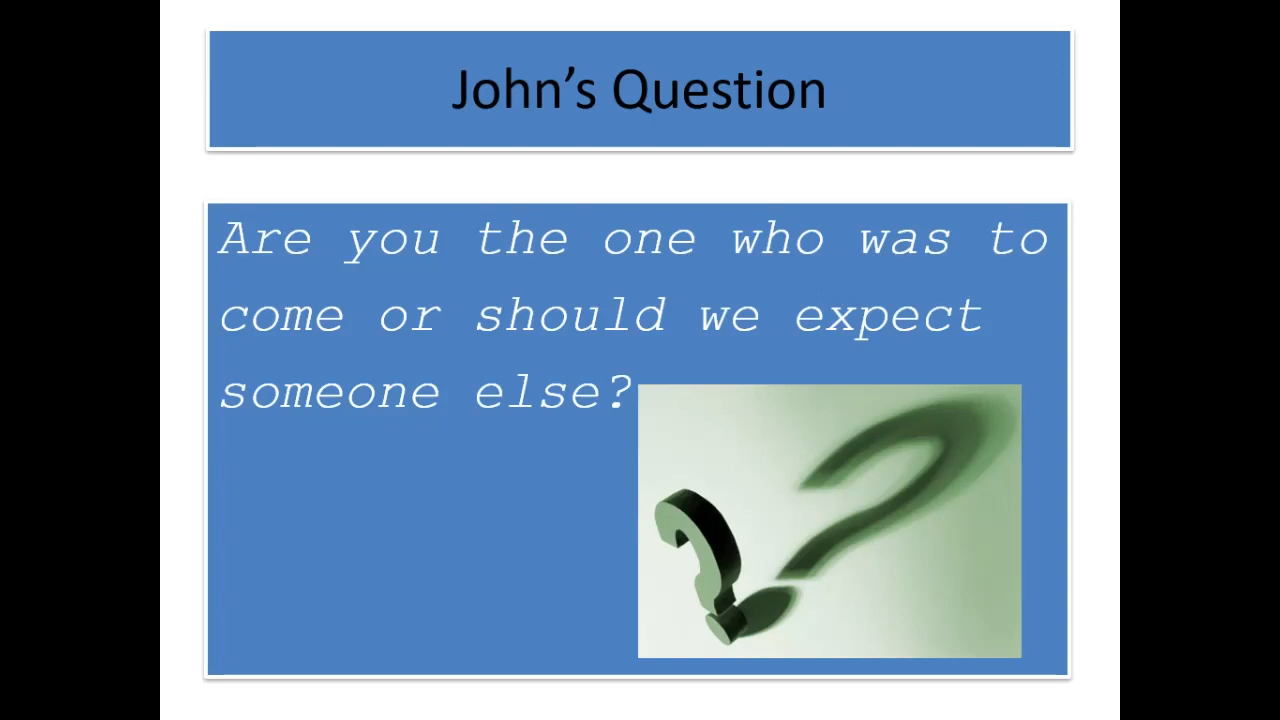 John’s Question
Are you the one who was to
come or should we expect
someone else?